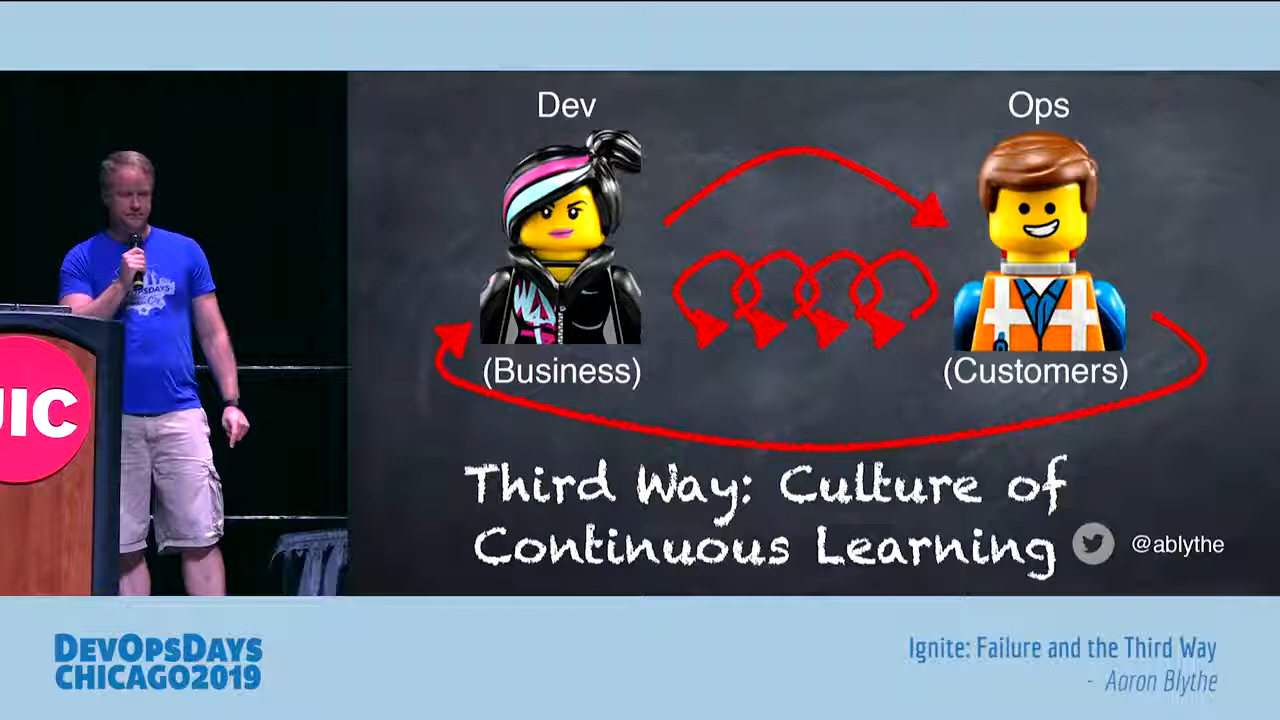 Dev
Ops
(Business)
(Customers)
Third Way: Culture of
Continuous Learning
@ablythe
UIC
DEVOPSDAYS
CHICAGO2019
Ignite: Failure and the Third Way
- Aaron Blythe